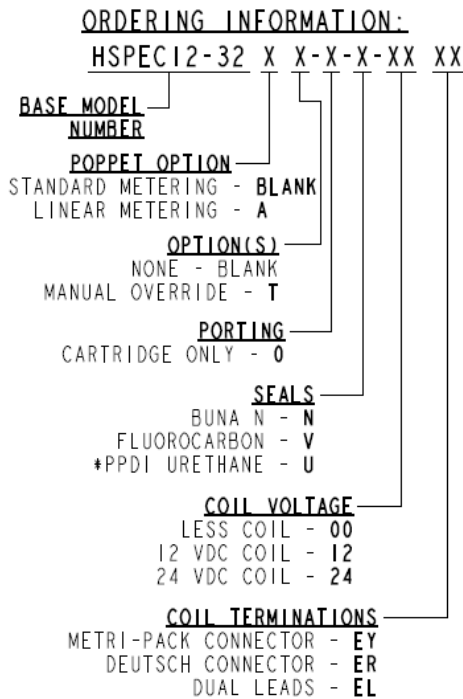 ORDERING INFORMATION:
HSPEC12-32 X X-X-X-XX XX
BASE MODEL
NUMBER
POPPET OPTION
STANDARD METERING - BLANK
LINEAR METERING - A
OPTION(S)
NONE - BLANK
MANUAL OVERRIDE - T
PORTING
CARTRIDGE ONLY - 0
SEALS
BUNA N - N
FLUOROCARBON - V
*PPDI URETHANE - U
COIL VOLTAGE
LESS COIL - 00
12 VDC COIL - 12
24 VDC COIL - 24
COIL TERMINATIONS
METRI-PACK CONNECTOR - EY
DEUTSCH CONNECTOR - ER
DUAL LEADS - EL